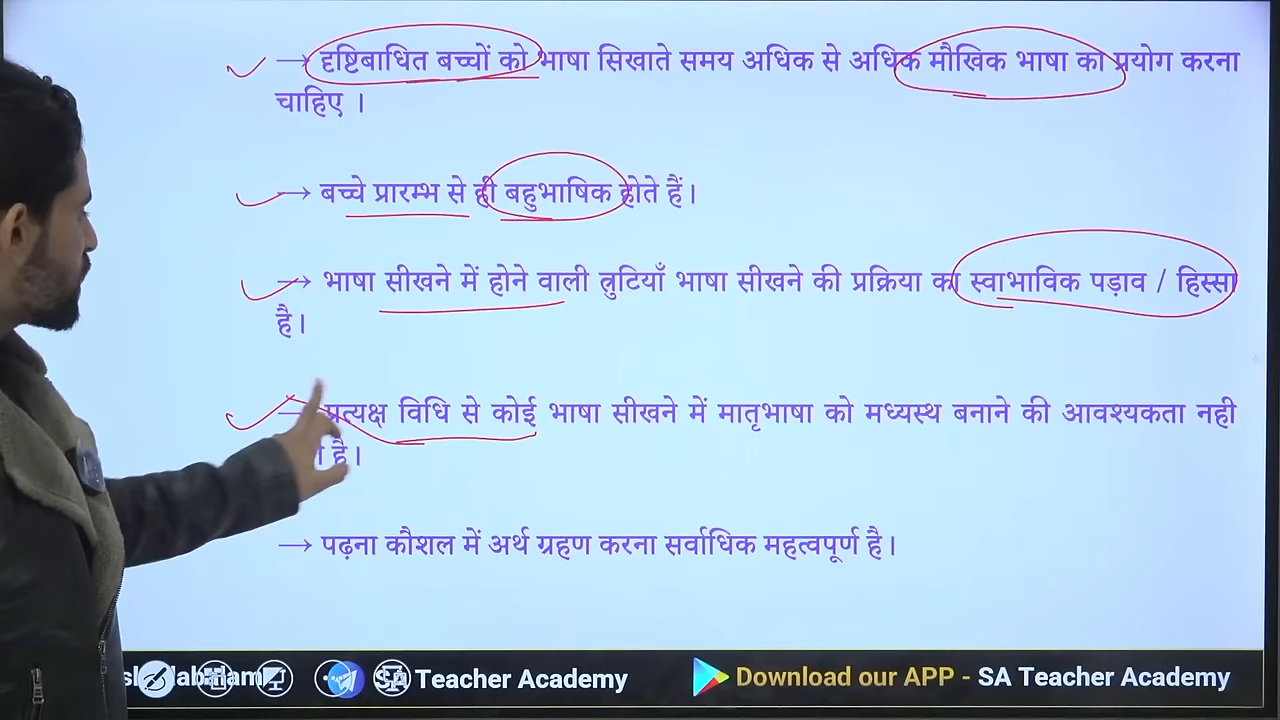 → दृष्टिबाधित बच्चों को भाषा सिखाते समय अधिक से अधिक मौखिक भाषा का प्रयोग करना
चाहिए ।
→ बच्चे प्रारम्भ से ही बहुभाषिक होते हैं।
→ भाषा सीखने में होने वाली त्रुटियाँ भाषा सीखने की प्रक्रिया का स्वाभाविक पड़ाव / हिस्सा
है।
→ प्रत्यक्ष विधि से कोई भाषा सीखने में मातृभाषा को मध्यस्थ बनाने की आवश्यकता नही
है।
→ पढ़ना कौशल में अर्थ ग्रहण करना सर्वाधिक महत्वपूर्ण है।
SA Teacher Academy Download our APP - SA Teacher Academy